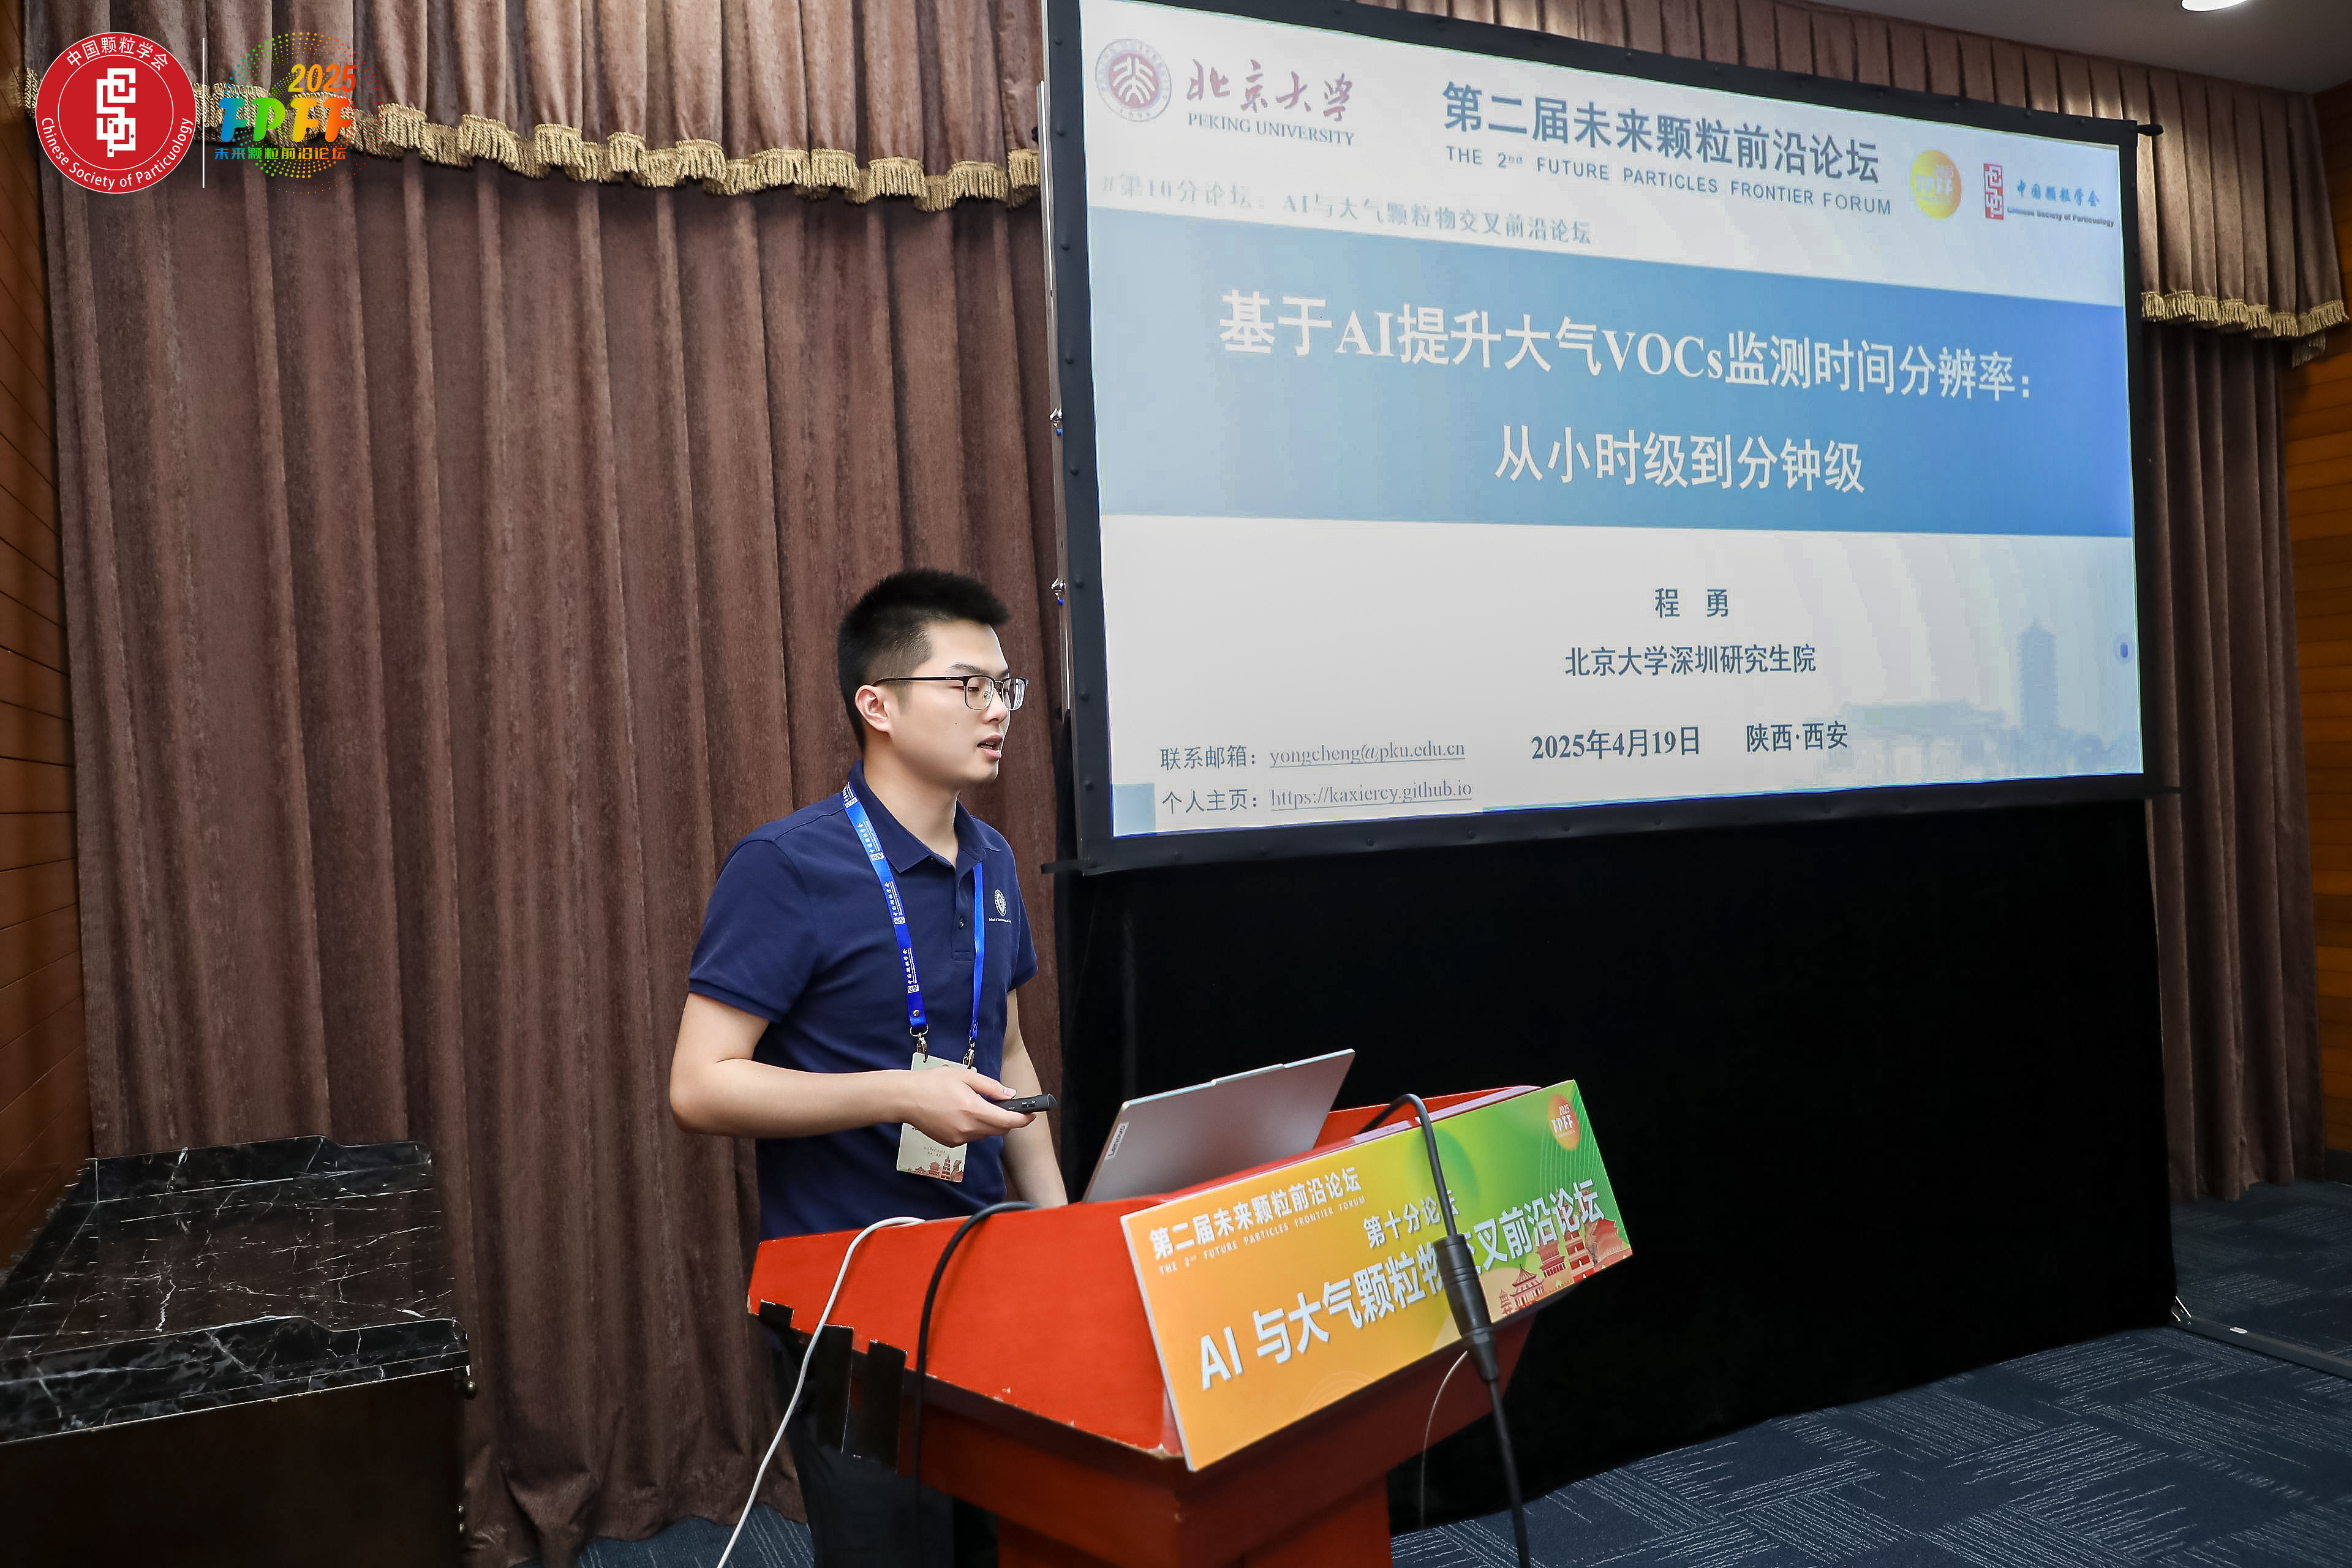 中国颗粒学会
Chinese Society of Particuology
2025
FPFF
未来颗粒前沿论坛
北京大学
PEKING UNIVERSITY
第二届未来颗粒前沿论坛
THE 2nd FUTURE PARTICLES FRONTIER FORUM
中国颗粒学会
Chinese Society of Particuology
#第10分论坛：AI与大气颗粒物交叉前沿论坛
基于AI提升大气VOCs监测时间分辨率：
从小时级到分钟级
程 勇
北京大学深圳研究生院
2025年4月19日 陕西·西安
联系邮箱：yongcheng@pku.edu.cn
个人主页：https://kaxiercy.github.io
Lenovo
2025
FPFF
第二届未来颗粒前沿论坛
THE 2nd FUTURE PARTICLES FRONTIER FORUM
第十分论坛
AI 与大气颗粒物交叉前沿论坛